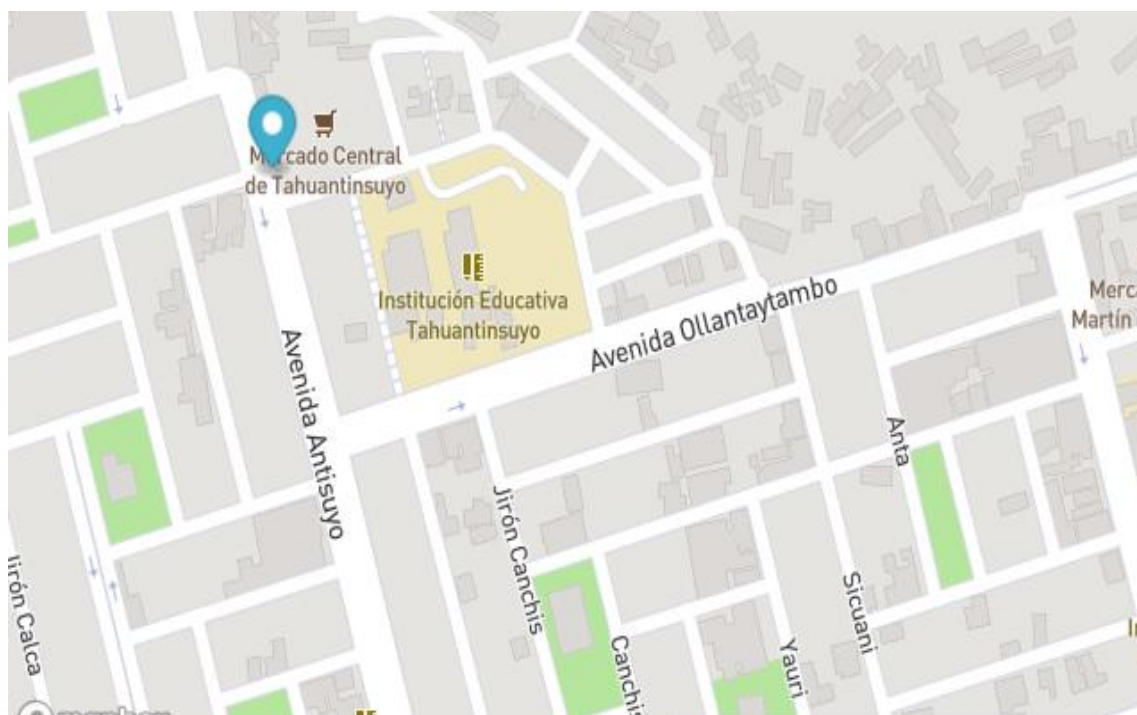 Mercado Central
de Tahuantinsuyo
Institución Educativa
Tahuantinsuyo
Avenida Ollantaytambo
Martín
Avenida Antisuyo
Anta
Jirón Canchis
Jirón Calca
Sicuani
Canchis
Yauri